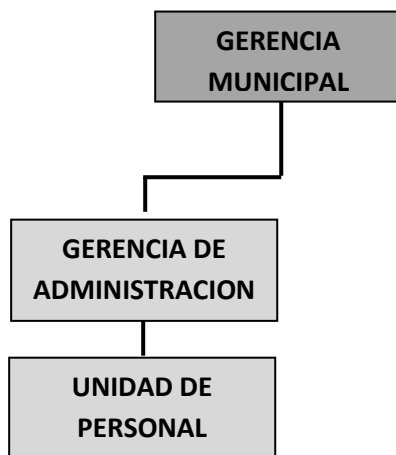 GERENCIA
MUNICIPAL
GERENCIA DE
ADMINISTRACION
UNIDAD DE
PERSONAL